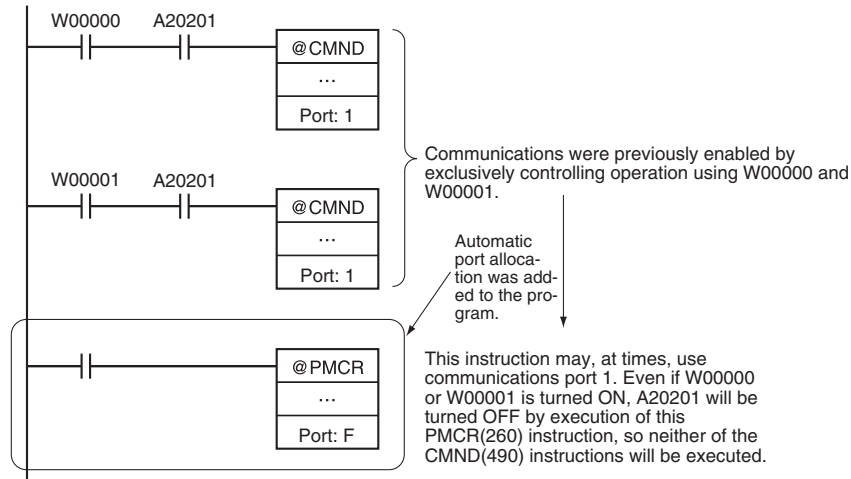 W00000 A20201
@CMND
...
Port: 1
W00001 A20201
@CMND
...
Port: 1
Communications were previously enabled by
exclusively controlling operation using W00000 and
W00001.
Automatic
port alloca-
tion was add-
ed to the pro-
gram.
@PMCR
...
Port: F
This instruction may, at times, use
communications port 1. Even if W00000
or W00001 is turned ON, A20201 will be
turned OFF by execution of this
PMCR(260) instruction, so neither of the
CMND(490) instructions will be executed.